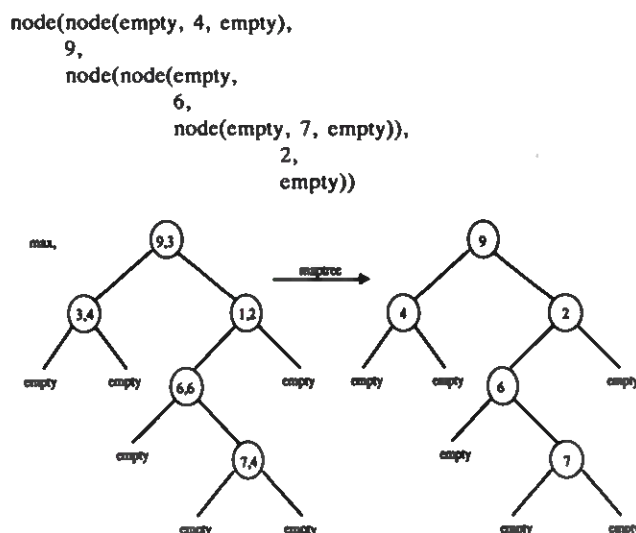 node(node(empty, 4, empty),
9,
node(node(empty,
6,
node(empty, 7, empty)),
2,
empty))
max,
9,3
maptree
9
3,4
1,2
4
2
empty
empty
6,6
empty
empty
empty
6
empty
empty
7,4
empty
7
empty
empty
empty
empty